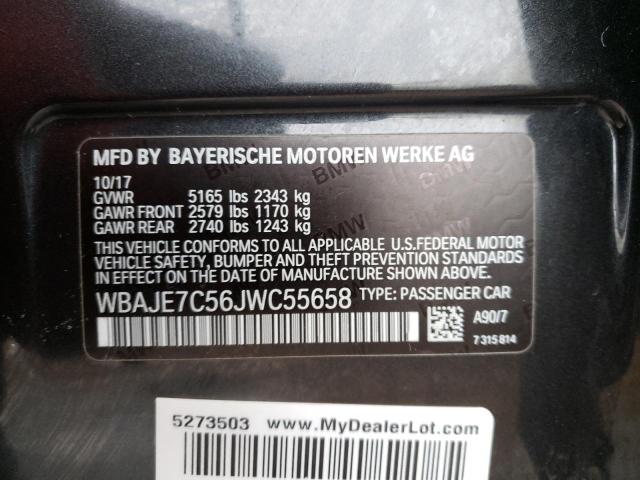 MFD BY BAYERISCHE MOTOREN WERKE AG
10/17
GVWR 5165 lbs 2343 kg
GAWR FRONT 2579 lbs 1170 kg
GAWR REAR 2740 lbs 1243 kg
THIS VEHICLE CONFORMS TO ALL APPLICABLE U.S.FEDERAL MOTOR
VEHICLE SAFETY, BUMPER AND THEFT PREVENTION STANDARDS
IN EFFECT ON THE DATE OF MANUFACTURE SHOWN ABOVE.
WBAJE7C56JWC55658 TYPE: PASSENGER CAR
A90/7
7315814
5273503 www.MyDealerLot.com